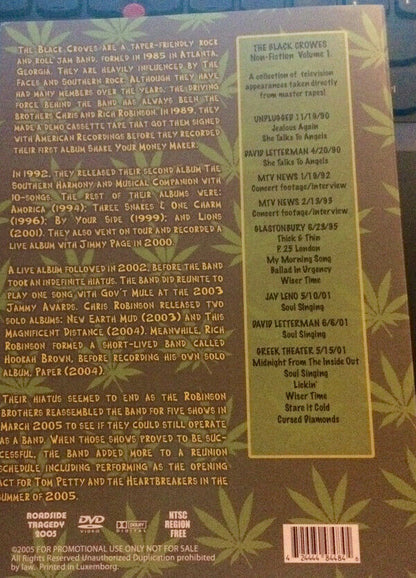 The Black Crowes are a taper-friendly rock
and roll jam band, formed in 1985 in Atlanta,
Georgia. They are heavily influenced by The
Faces and Southern rock. Although they have
had many members over the years, the driving
force behind the band has always been the
brothers Chris and Rich Robinson. In 1989, they
made a demo cassette tape that got them signed
with American Recordings before they recorded
their first album Shake Your Money Maker.
In 1992, they released their second album The
Southern Harmony and Musical Companion with
10-songs. The rest of their albums were:
Amorica (1994); Three Snakes & One Charm
(1996); By Your Side (1999); and Lions
(2001). They also went on tour and recorded a
live album with Jimmy Page in 2000.
A live album followed in 2002, before the band
took an indefinite hiatus. The band did reunite to
play one song with Gov't Mule at the 2003
Jammy Awards. Chris Robinson released two
solo albums: New Earth Mud (2003) and This
Magnificent Distance (2004). Meanwhile, Rich
Robinson formed a short-lived band called
Hookah Brown, before recording his own solo
album, Paper (2004).
Their hiatus seemed to end as the Robinson
brothers reassembled the band for five shows in
March 2005 to see if they could still operate
as a band. When those shows proved to be suc-
cessful, the band added more to a reunion
schedule including performing as the opening
act for Tom Petty and the Heartbreakers in the
summer of 2005.
THE BLACK CROWES
Non-Fiction Volume 1
A collection of television
appearances taken directly
from master tapes!
UNPLUGGED 11/19/90
Jealous Again
She Talks To Angels
DAVID LETTERMAN 4/20/90
She Talks To Angels
MTV NEWS 1/18/92
Concert footage/interview
MTV NEWS 2/13/93
Concert footage/interview
GLASTONBURY 6/23/95
Thick & Thin
P.25 London
My Morning Song
Ballad In Urgency
Wiser Time
JAY LENO 5/10/01
Soul Singing
DAVID LETTERMAN 6/8/01
Soul Singing
GREEK THEATER 5/15/01
Midnight From The Inside Out
Soul Singing
Lickin'
Wiser Time
Stare it Cold
Cursed Diamonds
ROADSIDE
TRAGEDY
2005
DVD
VIDEO
DOLBY
DIGITAL
NTSC
REGION
FREE
©2005 FOR PROMOTIONAL USE ONLY NOT FOR SALE
All Rights Reserved Unauthorized Duplication prohibited
by law. Printed in Luxemborg.
4 24444 84484 6